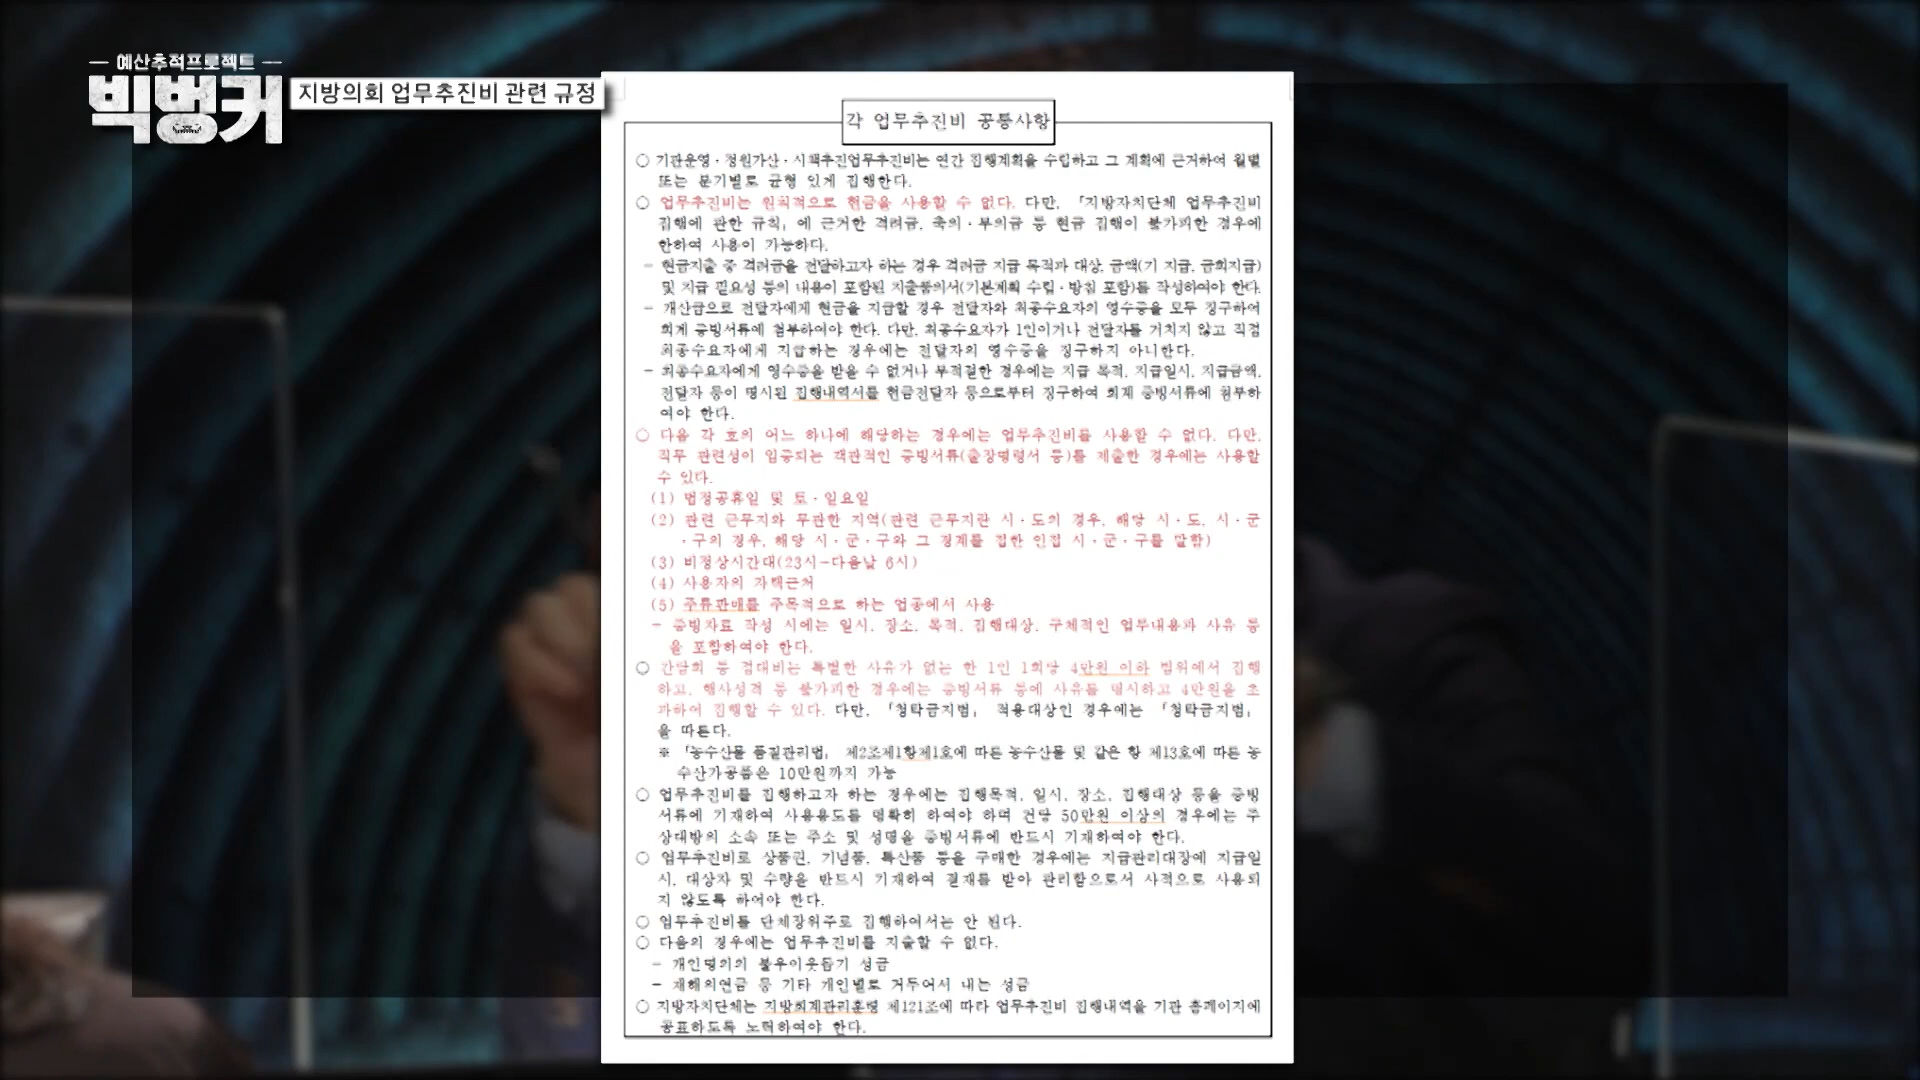 예산추적프로젝트
빅벙커
지방의회 업무추진비 관련 규정
각 업무추진비 공통사항
○ 기관운영·정원가산·시책추진업무추진비는 연간 집행계획을 수립하고 그 계획에 근거하여 월별
또는 분기별로 균형 있게 집행한다.
○ 업무추진비는 원칙적으로 현금을 사용할 수 없다. 다만, 「지방자치단체 업무추진비
집행에 관한 규칙」에 근거한 격려금, 축의·부의금 등 현금 집행이 불가피한 경우에
한하여 사용이 가능하다.
- 현금지출 중 격려금을 전달하고자 하는 경우 격려금 지급 목적과 대상, 금액(기 지급, 금회지급)
및 지급 필요성 등의 내용이 포함된 지출품의서(기본계획 수립·방침 포함)를 작성하여야 한다.
- 개산급으로 전달자에게 현금을 지급할 경우 전달자와 최종수요자의 영수증을 모두 징구하여
회계 증빙서류에 첨부하여야 한다. 다만, 최종수요자가 1인이거나 전달자를 거치지 않고 직접
최종수요자에게 지급하는 경우에는 전달자의 영수증을 징구하지 아니한다.
- 최종수요자에게 영수증을 받을 수 없거나 부적절한 경우에는 지급 목적, 지급일시, 지급금액,
전달자 등이 명시된 집행내역서를 현금전달자 등으로부터 징구하여 회계 증빙서류에 첨부하
여야 한다.
○ 다음 각 호의 어느 하나에 해당하는 경우에는 업무추진비를 사용할 수 없다. 다만,
직무 관련성이 입증되는 객관적인 증빙서류(출장명령서 등)를 제출한 경우에는 사용할
수 있다.
(1) 법정공휴일 및 토·일요일
(2) 관련 근무지와 무관한 지역(관련 근무지란 시·도의 경우, 해당 시·도, 시·군
·구의 경우, 해당 시·군·구와 그 경계를 접한 인접 시·군·구를 말함)
(3) 비정상시간대(23시~다음날 6시)
(4) 사용자의 자택근처
(5) 주류판매를 주목적으로 하는 업종에서 사용
- 증빙자료 작성 시에는 일시, 장소, 목적, 집행대상, 구체적인 업무내용과 사유 등
을 포함하여야 한다.
○ 간담회 등 접대비는 특별한 사유가 없는 한 1인 1회당 4만원 이하 범위에서 집행
하고, 행사성격 등 불가피한 경우에는 증빙서류 등에 사유를 명시하고 4만원을 초
과하여 집행할 수 있다. 다만, 「청탁금지법」 적용대상인 경우에는 「청탁금지법」
을 따른다.
※ 「농수산물 품질관리법」 제2조제1항제1호에 따른 농수산물 및 같은 항 제13호에 따른 농
수산가공품은 10만원까지 가능
○ 업무추진비를 집행하고자 하는 경우에는 집행목적, 일시, 장소, 집행대상 등을 증빙
서류에 기재하여 사용용도를 명확히 하여야 하며 건당 50만원 이상의 경우에는 주
상대방의 소속 또는 주소 및 성명을 증빙서류에 반드시 기재하여야 한다.
○ 업무추진비로 상품권, 기념품, 특산품 등을 구매한 경우에는 지급관리대장에 지급일
시, 대상자 및 수량을 반드시 기재하여 결재를 받아 관리함으로서 사적으로 사용되
지 않도록 하여야 한다.
○ 업무추진비를 단체장위주로 집행하여서는 안 된다.
○ 다음의 경우에는 업무추진비를 지출할 수 없다.
- 개인명의의 불우이웃돕기 성금
- 재해의연금 등 기타 개인별로 거두어서 내는 성금
○ 지방자치단체는 지방회계관리훈령 제121조에 따라 업무추진비 집행내역을 기관 홈페이지에
공표하도록 노력하여야 한다.